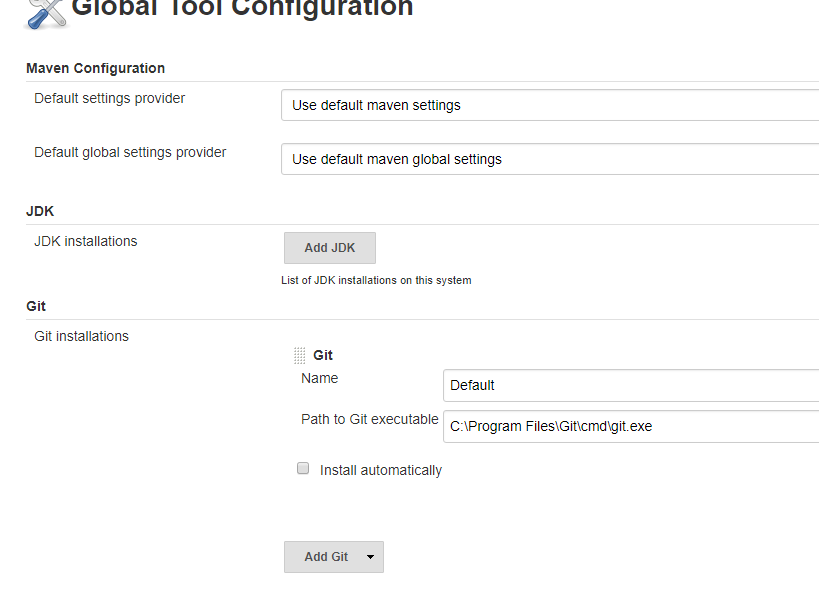 Global Tool Configuration
Maven Configuration
Default settings provider
Use default maven settings
Default global settings provider
Use default maven global settings
JDK
JDK installations
Add JDK
List of JDK installations on this system
Git
Git installations
Git
Name
Default
Path to Git executable
C:\Program Files\Git\cmd\git.exe
Install automatically
Add Git